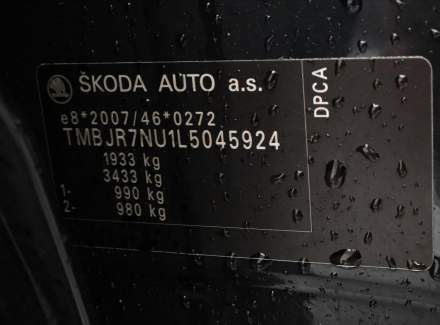 ŠKODA AUTO a.s.
e8*2007/46*0272
TMBJR7NU1L5045924
1933 kg
3433 kg
1- 990 kg
2- 980 kg
DPCA